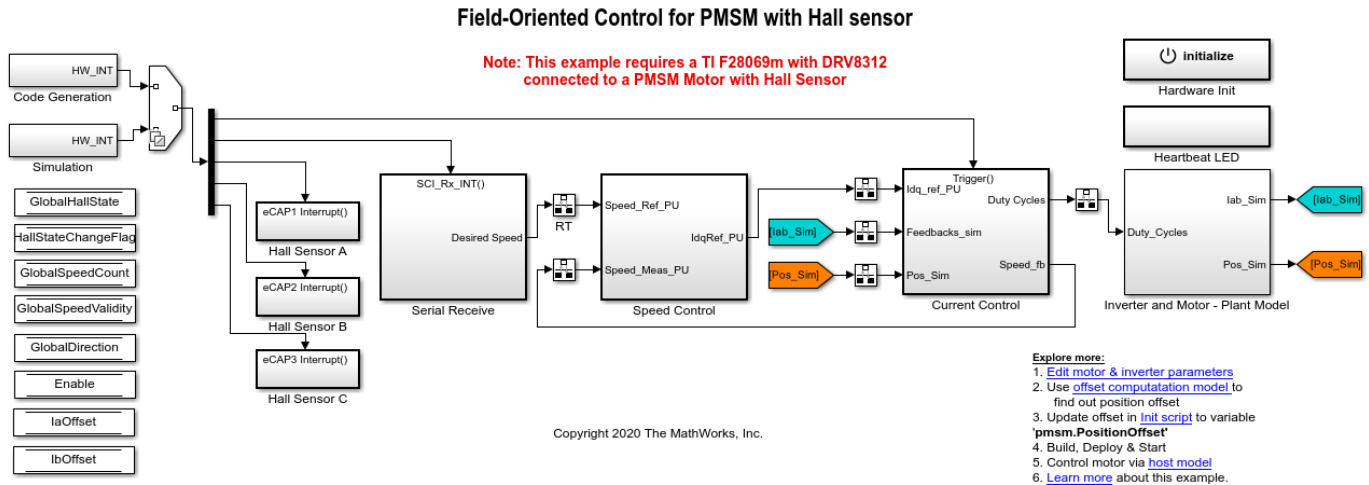 Field-Oriented Control for PMSM with Hall sensor
Note: This example requires a TI F28069m with DRV8312
connected to a PMSM Motor with Hall Sensor
HW_INT
Code Generation
HW_INT
Simulation
GlobalHallState
HallStateChangeFlag
GlobalSpeedCount
GlobalSpeedValidity
GlobalDirection
Enable
IaOffset
IbOffset
eCAP1 Interrupt()
Hall Sensor A
eCAP2 Interrupt()
Hall Sensor B
eCAP3 Interrupt()
Hall Sensor C
SCI_Rx_INT()
Desired Speed
Serial Receive
RT
Speed_Ref_PU
IdqRef_PU
Speed_Meas_PU
Speed Control
[Iab_Sim]
[Pos_Sim]
Trigger()
Idq_ref_PU
Duty Cycles
Feedbacks_sim
Speed_fb
Pos_Sim
Current Control
initialize
Hardware Init
Heartbeat LED
Iab_Sim
Duty_Cycles
Pos_Sim
Inverter and Motor - Plant Model
[Iab_Sim]
[Pos_Sim]
Explore more:
1. Edit motor & inverter parameters
2. Use offset computatation model to
find out position offset
3. Update offset in Init script to variable
'pmsm.PositionOffset'
4. Build, Deploy & Start
5. Control motor via host model
6. Learn more about this example.
Copyright 2020 The MathWorks, Inc.